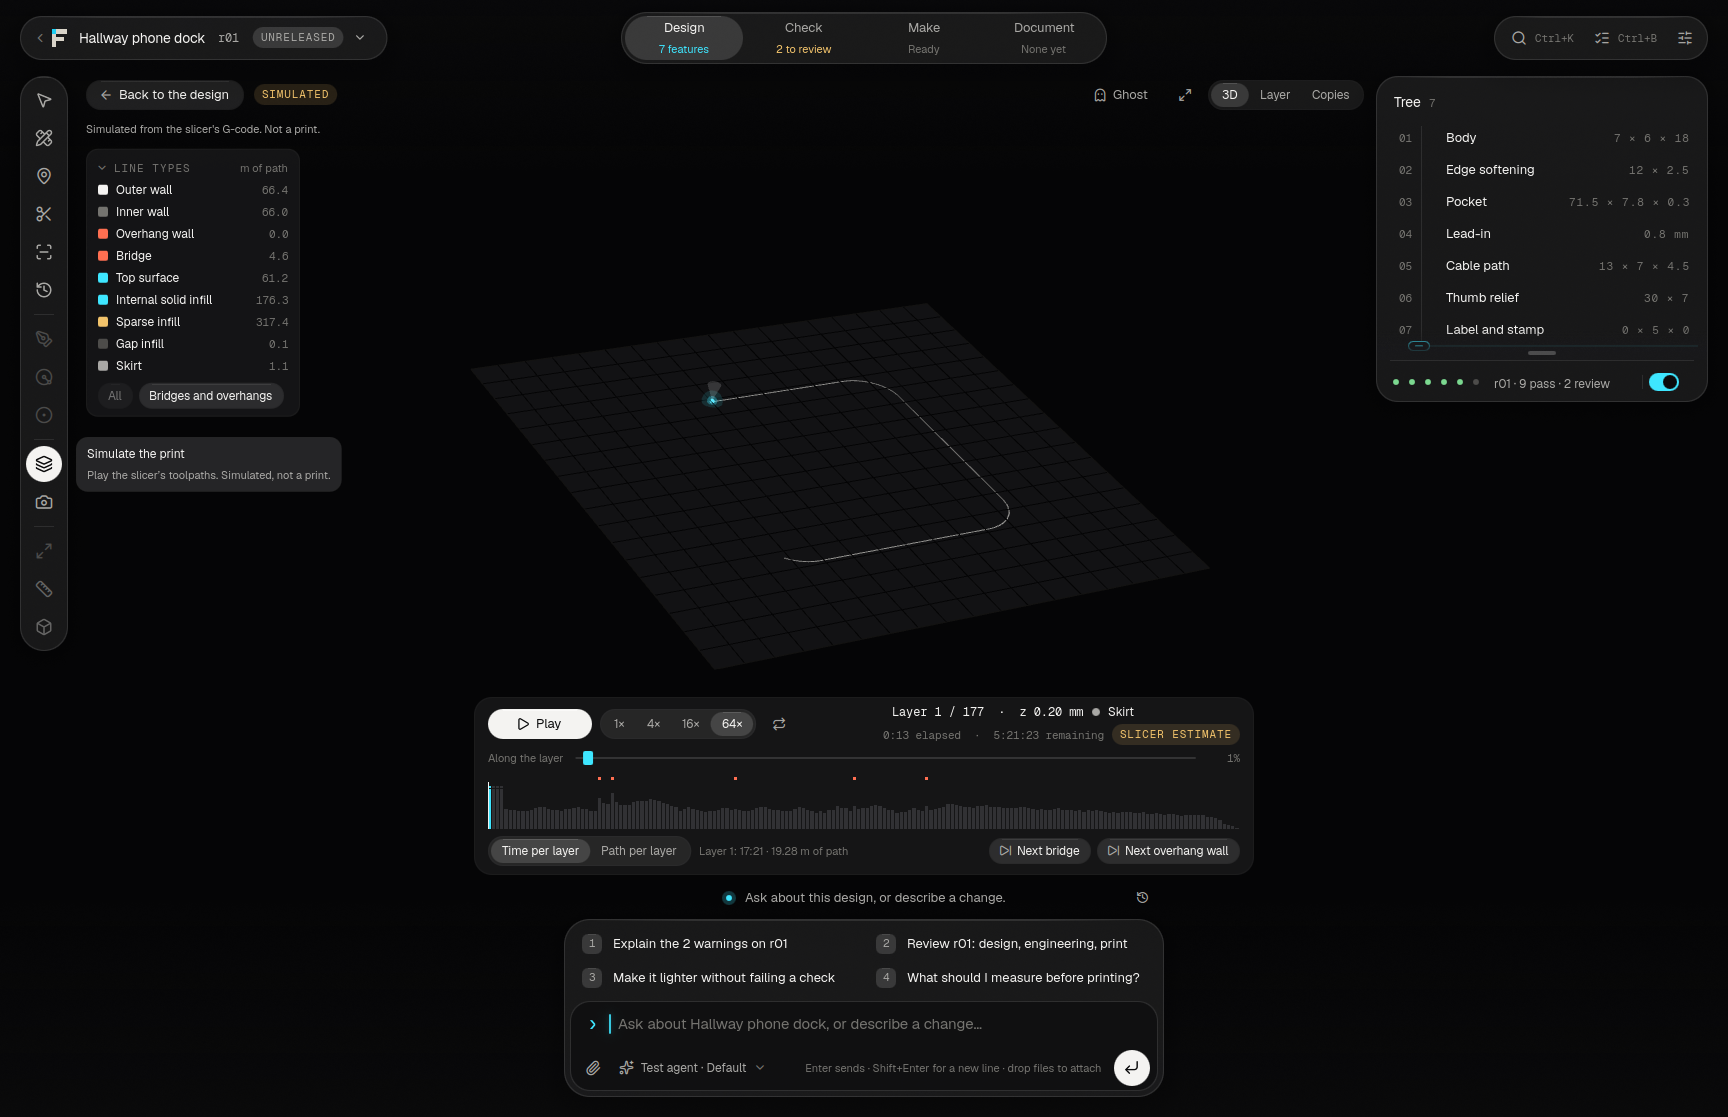 Hallway phone dock r01 UNRELEASED
Design
7 features
Check
2 to review
Make
Ready
Document
None yet
Ctrl+K
Ctrl+B
Back to the design
SIMULATED
Simulated from the slicer's G-code. Not a print.
LINE TYPES m of path
Outer wall 66.4
Inner wall 66.0
Overhang wall 0.0
Bridge 4.6
Top surface 61.2
Internal solid infill 176.3
Sparse infill 317.4
Gap infill 0.1
Skirt 1.1
All
Bridges and overhangs
Simulate the print
Play the slicer's toolpaths. Simulated, not a print.
Ghost
3D
Layer
Copies
Tree 7
01 Body 7 × 6 × 18
02 Edge softening 12 × 2.5
03 Pocket 71.5 × 7.8 × 0.3
04 Lead-in 0.8 mm
05 Cable path 13 × 7 × 4.5
06 Thumb relief 30 × 7
07 Label and stamp 0 × 5 × 0
r01 · 9 pass · 2 review
Play
1×
4×
16×
64×
Layer 1 / 177 · z 0.20 mm Skirt
0:13 elapsed · 5:21:23 remaining SLICER ESTIMATE
Along the layer 1%
Time per layer
Path per layer
Layer 1: 17:21 · 19.28 m of path
Next bridge
Next overhang wall
Ask about this design, or describe a change.
1 Explain the 2 warnings on r01
2 Review r01: design, engineering, print
3 Make it lighter without failing a check
4 What should I measure before printing?
Ask about Hallway phone dock, or describe a change…
Test agent · Default
Enter sends · Shift+Enter for a new line · drop files to attach